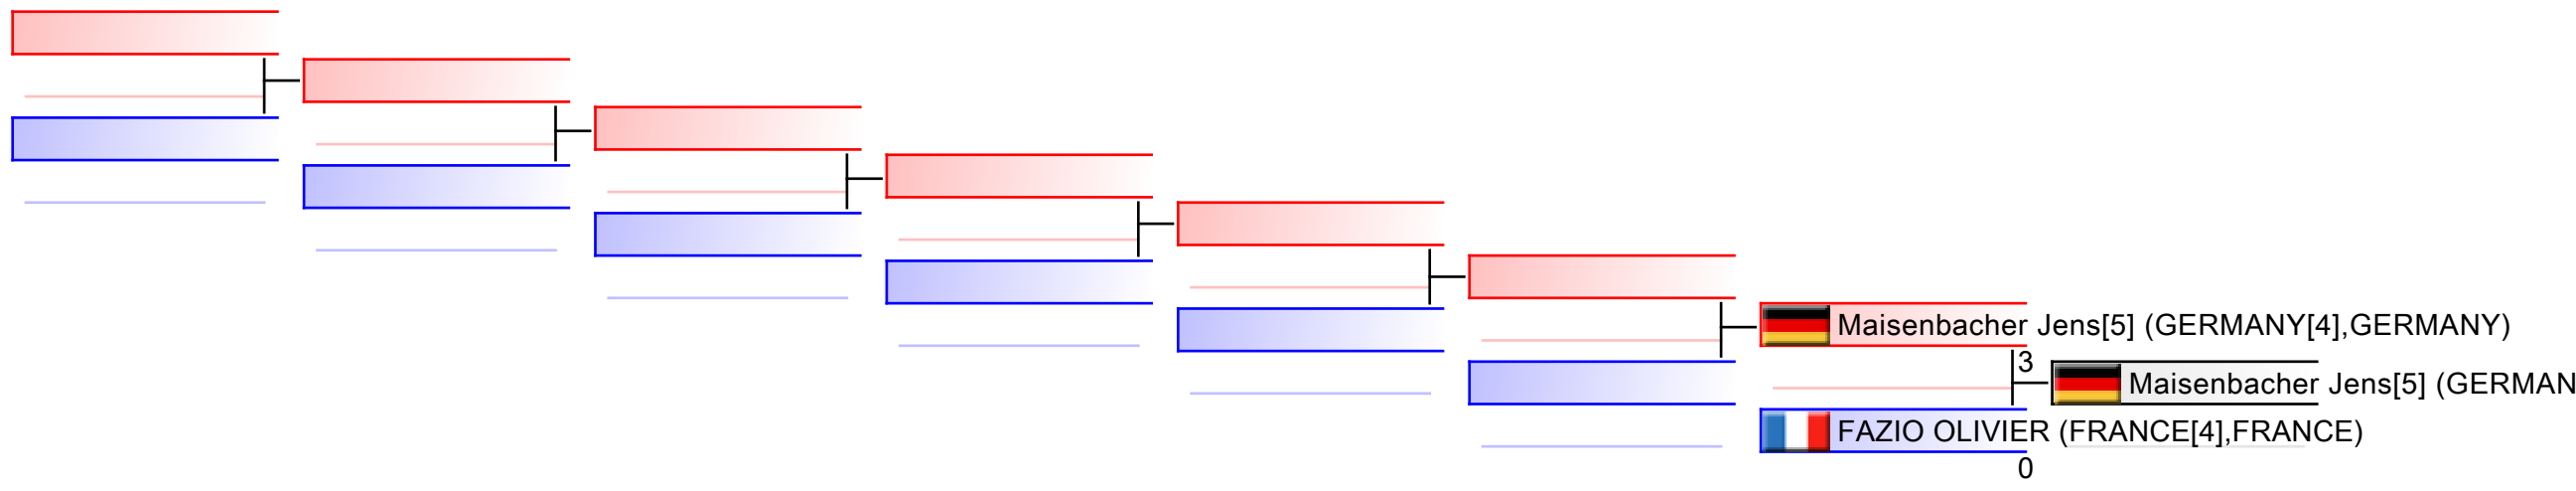 Maisenbacher Jens[5] (GERMANY[4],GERMANY)
3
Maisenbacher Jens[5] (GERMAN
FAZIO OLIVIER (FRANCE[4],FRANCE)
0